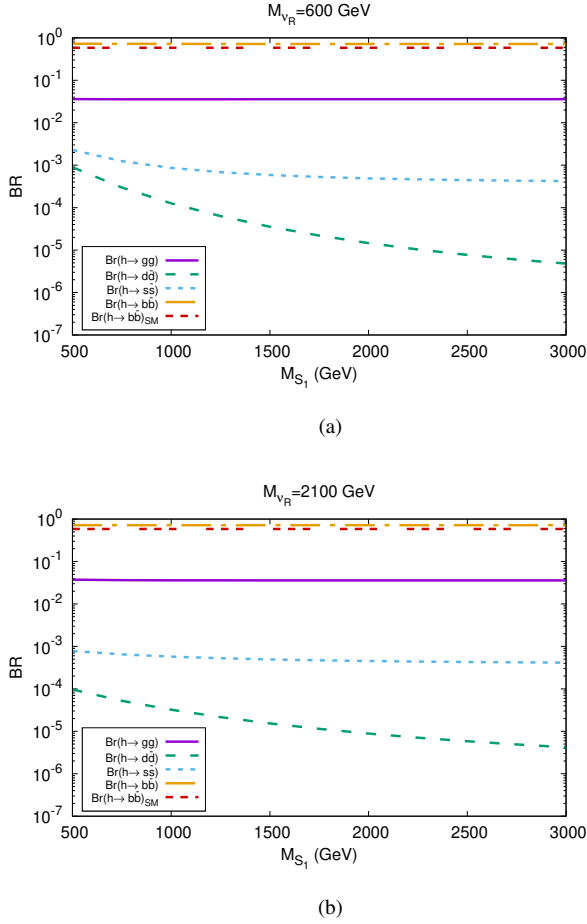 M_{ν_R}=600 GeV
10^0
10^{-1}
10^{-2}
10^{-3}
10^{-4}
10^{-5}
10^{-6}
10^{-7}
BR
Br(h→ gg)
Br(h→ dd̄)
Br(h→ ss̄)
Br(h→ bb̄)
Br(h→ bb̄)_{SM}
500 1000 1500 2000 2500 3000
M_{S_1} (GeV)
(a)
M_{ν_R}=2100 GeV
10^0
10^{-1}
10^{-2}
10^{-3}
10^{-4}
10^{-5}
10^{-6}
10^{-7}
BR
Br(h→ gg)
Br(h→ dd̄)
Br(h→ ss̄)
Br(h→ bb̄)
Br(h→ bb̄)_{SM}
500 1000 1500 2000 2500 3000
M_{S_1} (GeV)
(b)